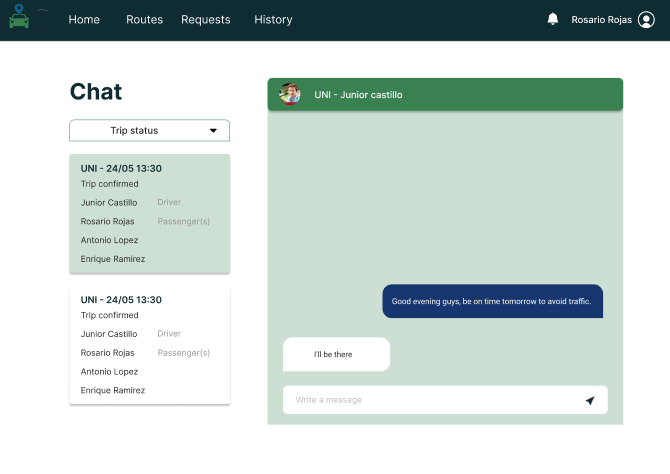 Home Routes Requests History Rosario Rojas
Chat
Trip status
UNI - 24/05 13:30
Trip confirmed
Junior Castillo Driver
Rosario Rojas Passenger(s)
Antonio Lopez
Enrique Ramirez
UNI - 24/05 13:30
Trip confirmed
Junior Castillo Driver
Rosario Rojas Passenger(s)
Antonio Lopez
Enrique Ramirez
UNI - Junior castillo
Good evening guys, be on time tomorrow to avoid traffic.
I'll be there
Write a message